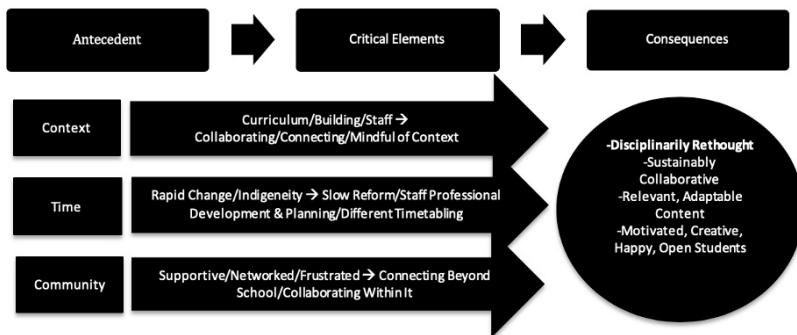 Antecedent
Critical Elements
Consequences
Context
Curriculum/Building/Staff →
Collaborating/Connecting/Mindful of Context
Time
Rapid Change/Indigeneity → Slow Reform/Staff Professional
Development & Planning/Different Timetabling
Community
Supportive/Networked/Frustrated → Connecting Beyond
School/Collaborating Within It
-Disciplinarily Rethought
-Sustainably
Collaborative
-Relevant, Adaptable
Content
-Motivated, Creative,
Happy, Open Students